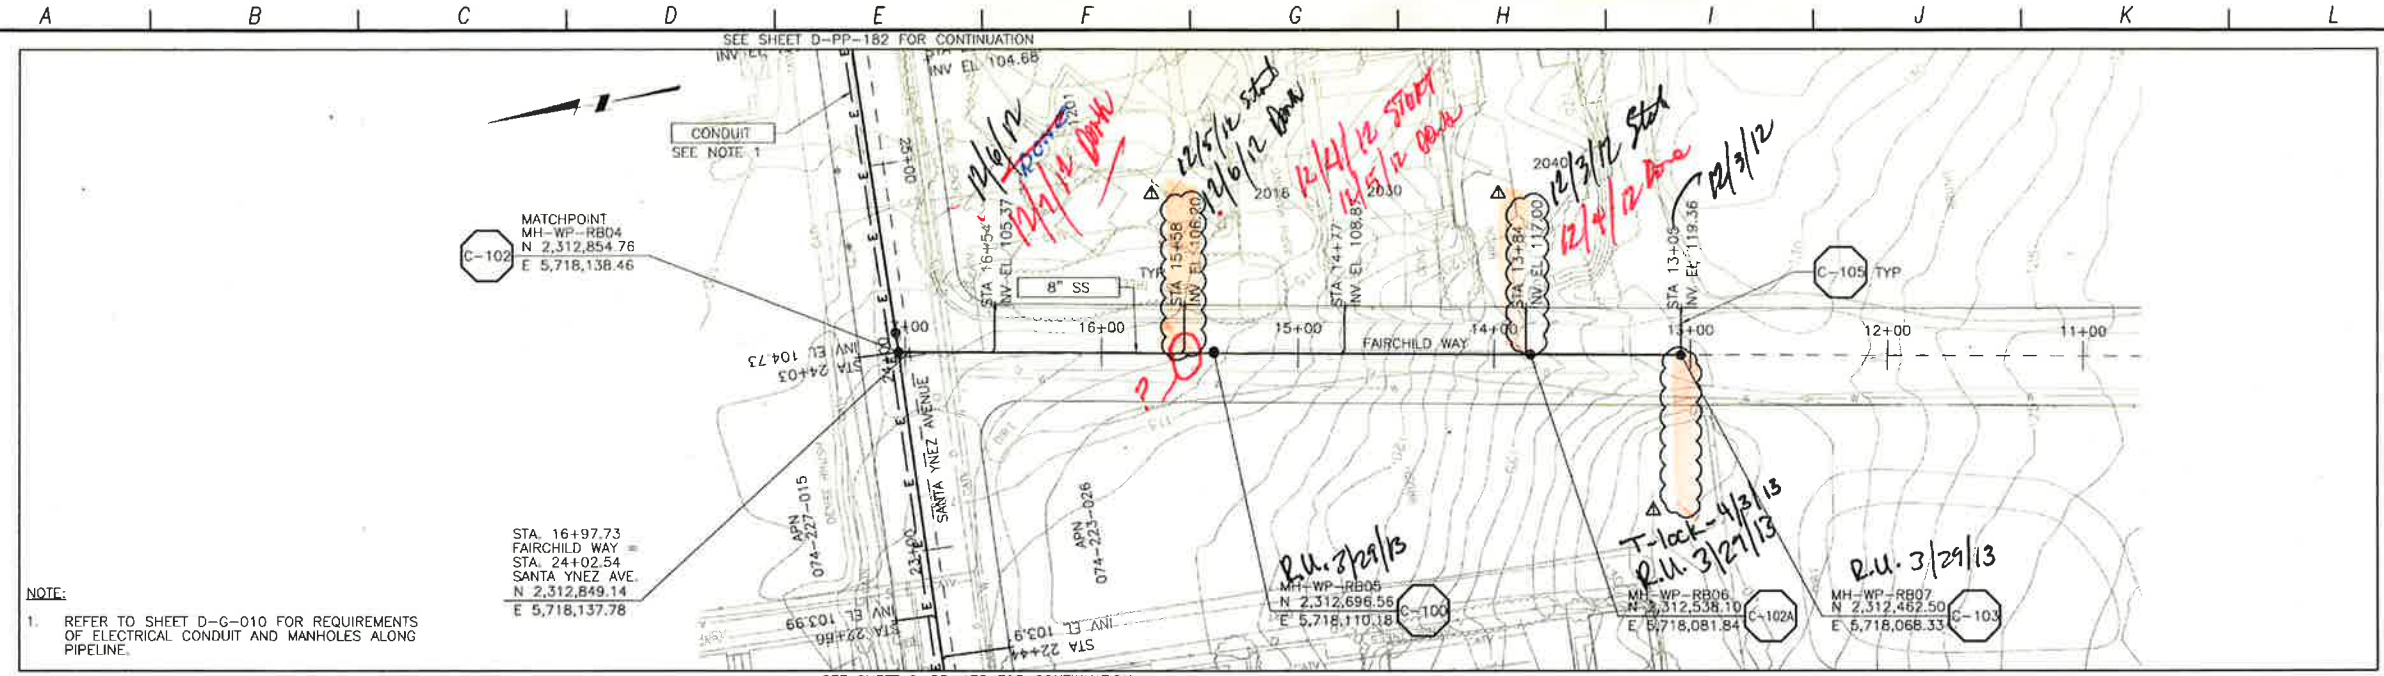 A B C D E F G H I J K L
SEE SHEET D-PP-182 FOR CONTINUATION
INV EL 104.68
CONDUIT
SEE NOTE 1
25+00
1201
12/6/12
DONE
12/7/12 Done
12/5/12 Start
12/6/12 Done
12/4/12 START
12/5/12 Done
12/3/12 Start
12/4/12 Done
12/3/12
2016
2030
2040
MATCHPOINT
MH-WP-RB04
N 2,312,854.76
E 5,718,138.46
C-102
STA 16+54
INV EL 105.37
8" SS
TYP
STA 15+58
INV EL 106.20
STA 14+77
INV EL 108.87
STA 13+84
INV EL 117.00
STA 13+05
INV EL 119.36
C-105 TYP
+00
16+00
15+00
14+00
13+00
12+00
11+00
FAIRCHILD WAY
STA 24+03
INV EL 104.73
24+00
?
SANTA YNEZ AVENUE
23+00
APN
074-227-015
APN
074-223-026
STA. 16+97.73
FAIRCHILD WAY =
STA. 24+02.54
SANTA YNEZ AVE.
N 2,312,849.14
E 5,718,137.78
STA 22+66
INV EL 103.99
STA 22+44
INV EL 103.9
R.U. 3/29/13
MH-WP-RB05
N 2,312,696.56
E 5,718,110.18
C-100
T-lock - 4/3/13
R.U. 3/29/13
MH-WP-RB06
N 2,312,538.10
E 5,718,081.84
C-102A
R.U. 3/29/13
MH-WP-RB07
N 2,312,462.50
E 5,718,068.33
C-103
NOTE:
1. REFER TO SHEET D-G-010 FOR REQUIREMENTS
OF ELECTRICAL CONDUIT AND MANHOLES ALONG
PIPELINE.